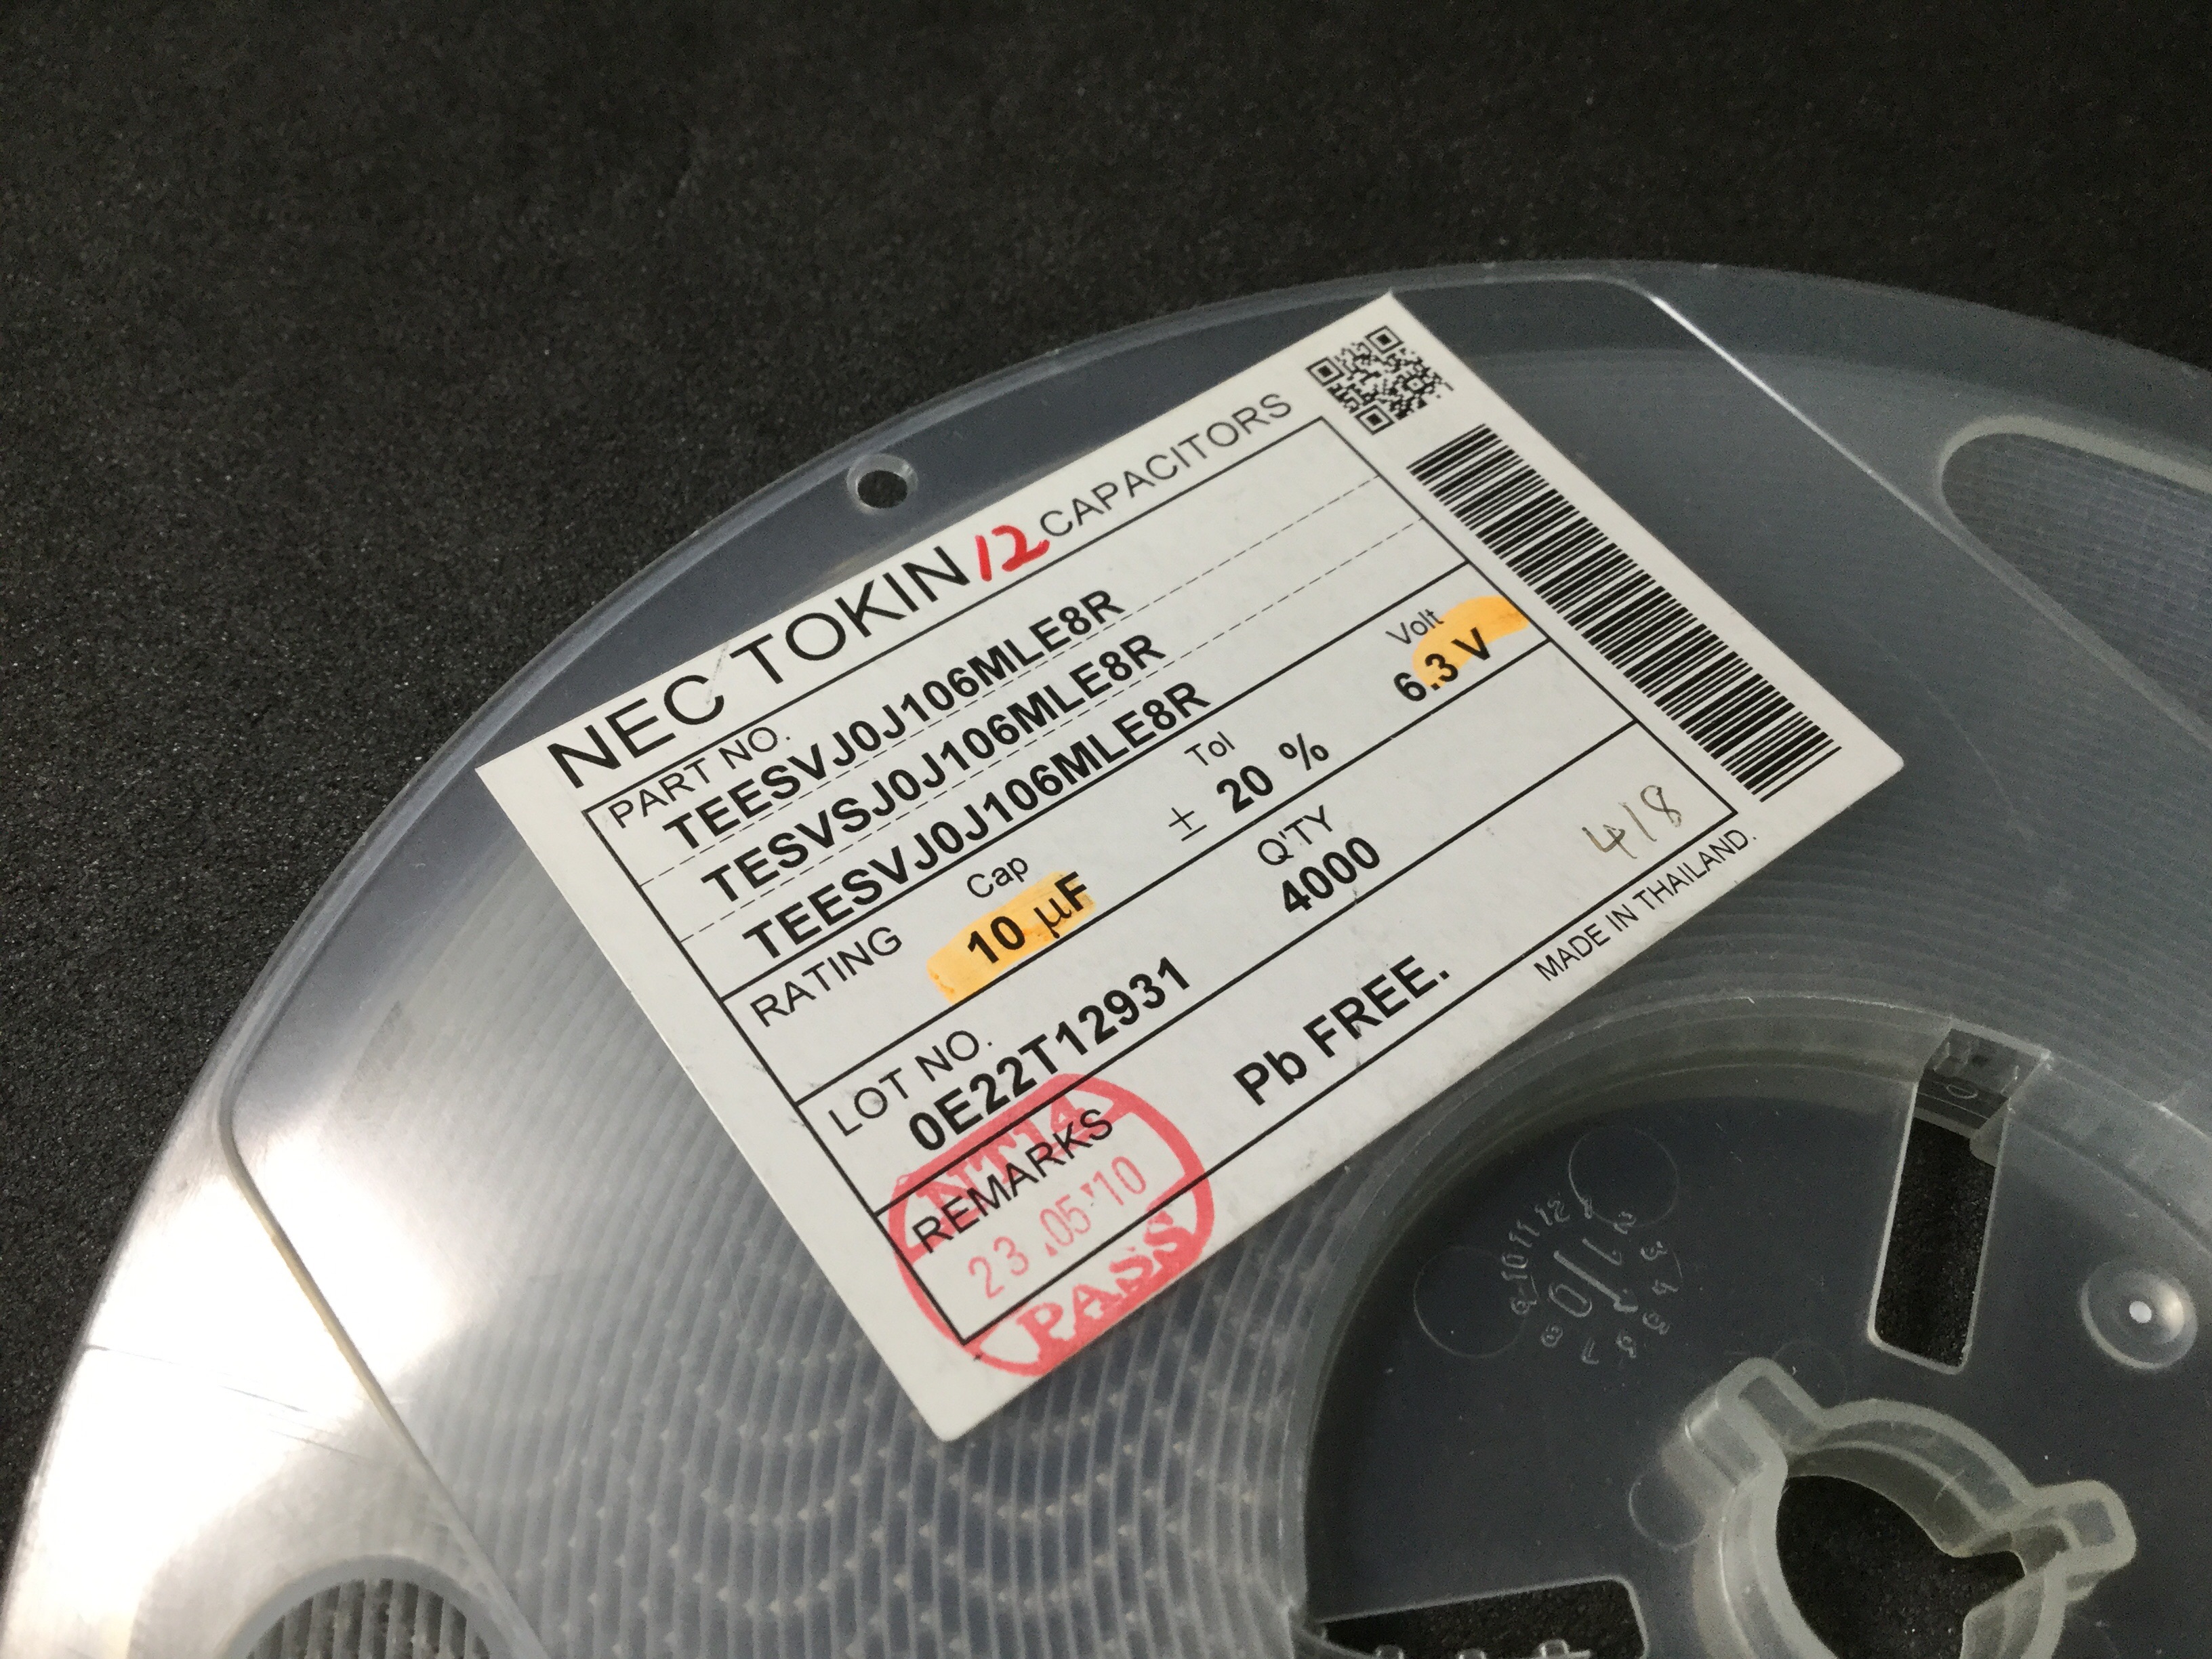 NEC TOKIN 12 CAPACITORS
PART NO.
TEESVJ0J106MLE8R
TESVSJ0J106MLE8R
TEESVJ0J106MLE8R
RATING Cap Tol Volt
10 μF ± 20 % 6.3 V
LOT NO. Q'TY
0E22T12931 4000
418
REMARKS
Pb FREE.
MADE IN THAILAND.
NT14
23.05'10
PASS